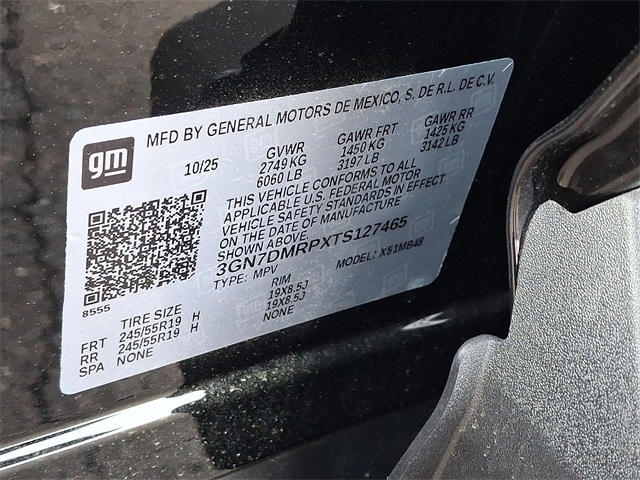 MFD BY GENERAL MOTORS DE MEXICO, S. DE R.L. DE C.V.
gm
10/25 GVWR GAWR FRT GAWR RR
2749 KG 1450 KG 1425 KG
6060 LB 3197 LB 3142 LB
THIS VEHICLE CONFORMS TO ALL
APPLICABLE U.S. FEDERAL MOTOR
VEHICLE SAFETY STANDARDS IN EFFECT
ON THE DATE OF MANUFACTURE
SHOWN ABOVE.
3GN7DMRPXTS127465
TYPE: MPV MODEL: X51MB48
8555
TIRE SIZE RIM
FRT 245/55R19 H 19X8.5J
RR 245/55R19 H 19X8.5J
SPA NONE NONE